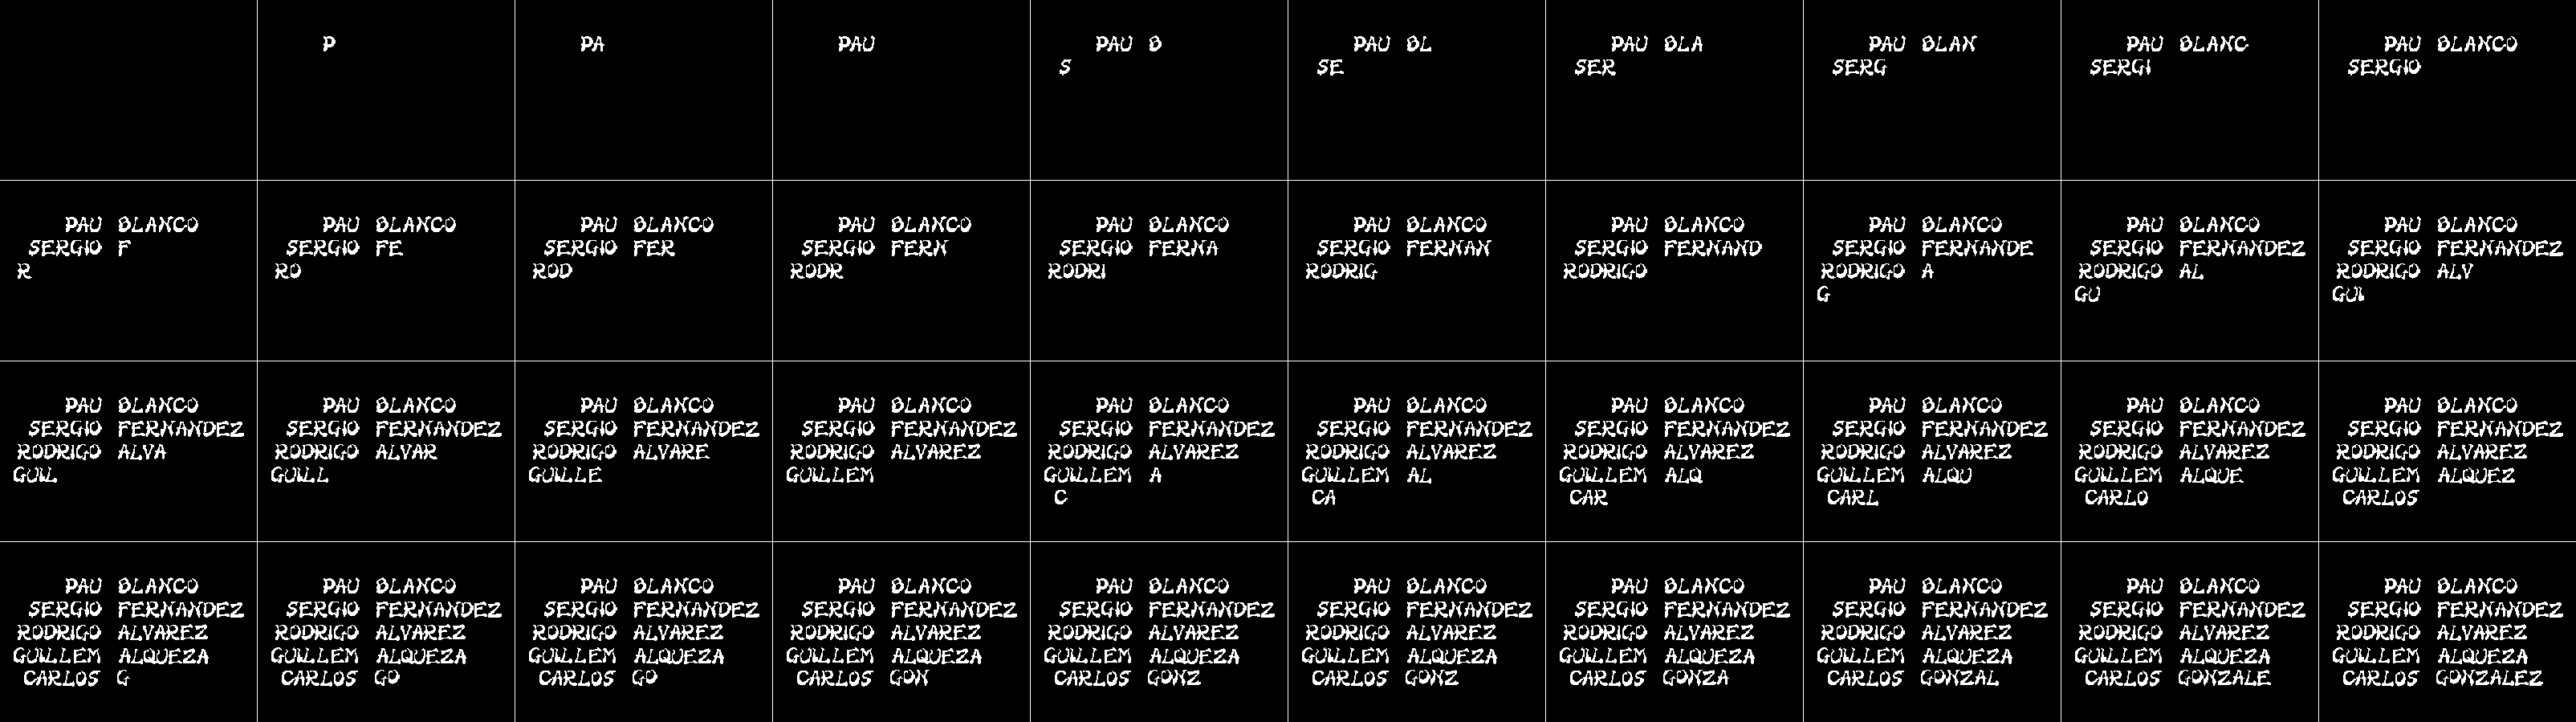 P
PA
PAU
PAU B
S
PAU BL
SE
PAU BLA
SER
PAU BLAN
SERG
PAU BLANC
SERGI
PAU BLANCO
SERGIO
PAU BLANCO
SERGIO F
R
PAU BLANCO
SERGIO FE
RO
PAU BLANCO
SERGIO FER
ROD
PAU BLANCO
SERGIO FERN
RODR
PAU BLANCO
SERGIO FERNA
RODRI
PAU BLANCO
SERGIO FERNAN
RODRIG
PAU BLANCO
SERGIO FERNAND
RODRIGO
PAU BLANCO
SERGIO FERNANDE
RODRIGO A
G
PAU BLANCO
SERGIO FERNANDEZ
RODRIGO AL
GU
PAU BLANCO
SERGIO FERNANDEZ
RODRIGO ALV
GUI
PAU BLANCO
SERGIO FERNANDEZ
RODRIGO ALVA
GUIL
PAU BLANCO
SERGIO FERNANDEZ
RODRIGO ALVAR
GUILL
PAU BLANCO
SERGIO FERNANDEZ
RODRIGO ALVARE
GUILLE
PAU BLANCO
SERGIO FERNANDEZ
RODRIGO ALVAREZ
GUILLEM
PAU BLANCO
SERGIO FERNANDEZ
RODRIGO ALVAREZ
GUILLEM A
C
PAU BLANCO
SERGIO FERNANDEZ
RODRIGO ALVAREZ
GUILLEM AL
CA
PAU BLANCO
SERGIO FERNANDEZ
RODRIGO ALVAREZ
GUILLEM ALQ
CAR
PAU BLANCO
SERGIO FERNANDEZ
RODRIGO ALVAREZ
GUILLEM ALQU
CARL
PAU BLANCO
SERGIO FERNANDEZ
RODRIGO ALVAREZ
GUILLEM ALQUE
CARLO
PAU BLANCO
SERGIO FERNANDEZ
RODRIGO ALVAREZ
GUILLEM ALQUEZ
CARLOS
PAU BLANCO
SERGIO FERNANDEZ
RODRIGO ALVAREZ
GUILLEM ALQUEZA
CARLOS G
PAU BLANCO
SERGIO FERNANDEZ
RODRIGO ALVAREZ
GUILLEM ALQUEZA
CARLOS GO
PAU BLANCO
SERGIO FERNANDEZ
RODRIGO ALVAREZ
GUILLEM ALQUEZA
CARLOS GO
PAU BLANCO
SERGIO FERNANDEZ
RODRIGO ALVAREZ
GUILLEM ALQUEZA
CARLOS GON
PAU BLANCO
SERGIO FERNANDEZ
RODRIGO ALVAREZ
GUILLEM ALQUEZA
CARLOS GONZ
PAU BLANCO
SERGIO FERNANDEZ
RODRIGO ALVAREZ
GUILLEM ALQUEZA
CARLOS GONZ
PAU BLANCO
SERGIO FERNANDEZ
RODRIGO ALVAREZ
GUILLEM ALQUEZA
CARLOS GONZA
PAU BLANCO
SERGIO FERNANDEZ
RODRIGO ALVAREZ
GUILLEM ALQUEZA
CARLOS GONZAL
PAU BLANCO
SERGIO FERNANDEZ
RODRIGO ALVAREZ
GUILLEM ALQUEZA
CARLOS GONZALE
PAU BLANCO
SERGIO FERNANDEZ
RODRIGO ALVAREZ
GUILLEM ALQUEZA
CARLOS GONZALEZ